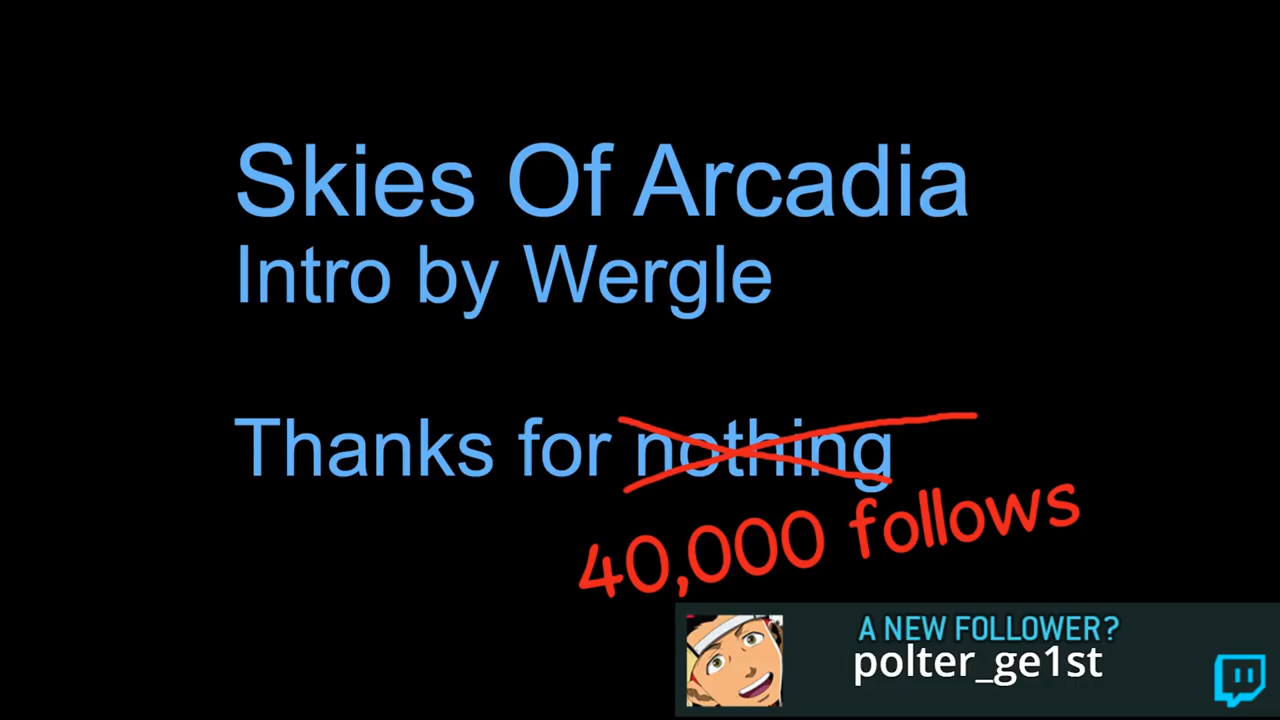 Skies Of Arcadia
Intro by Wergle
Thanks for nothing
40,000 follows
A NEW FOLLOWER?
polter_ge1st